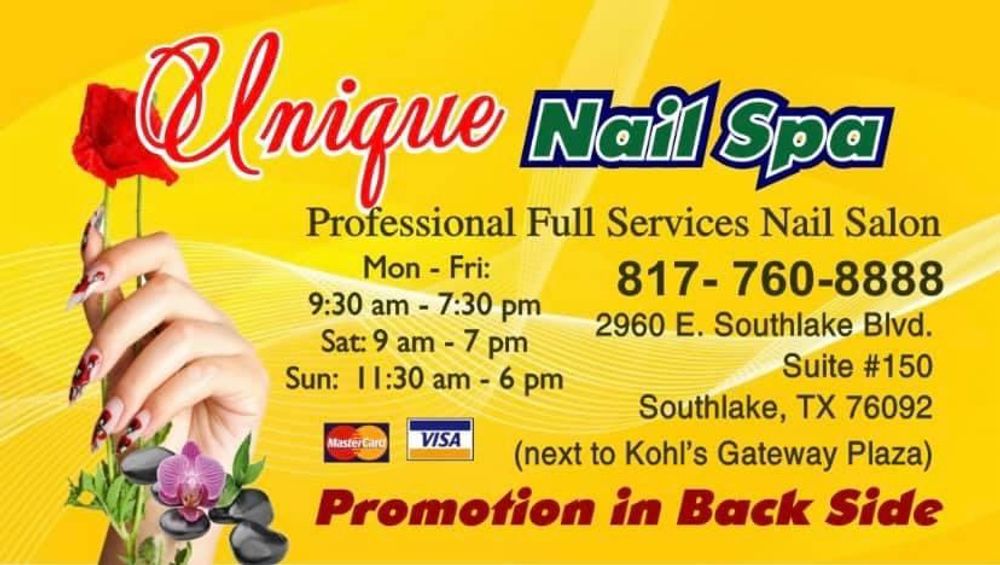 Unique Nail Spa
Professional Full Services Nail Salon
Mon - Fri:
9:30 am - 7:30 pm
Sat: 9 am - 7 pm
Sun: 11:30 am - 6 pm
817- 760-8888
2960 E. Southlake Blvd.
Suite #150
Southlake, TX 76092
(next to Kohl's Gateway Plaza)
MasterCard
VISA
Promotion in Back Side